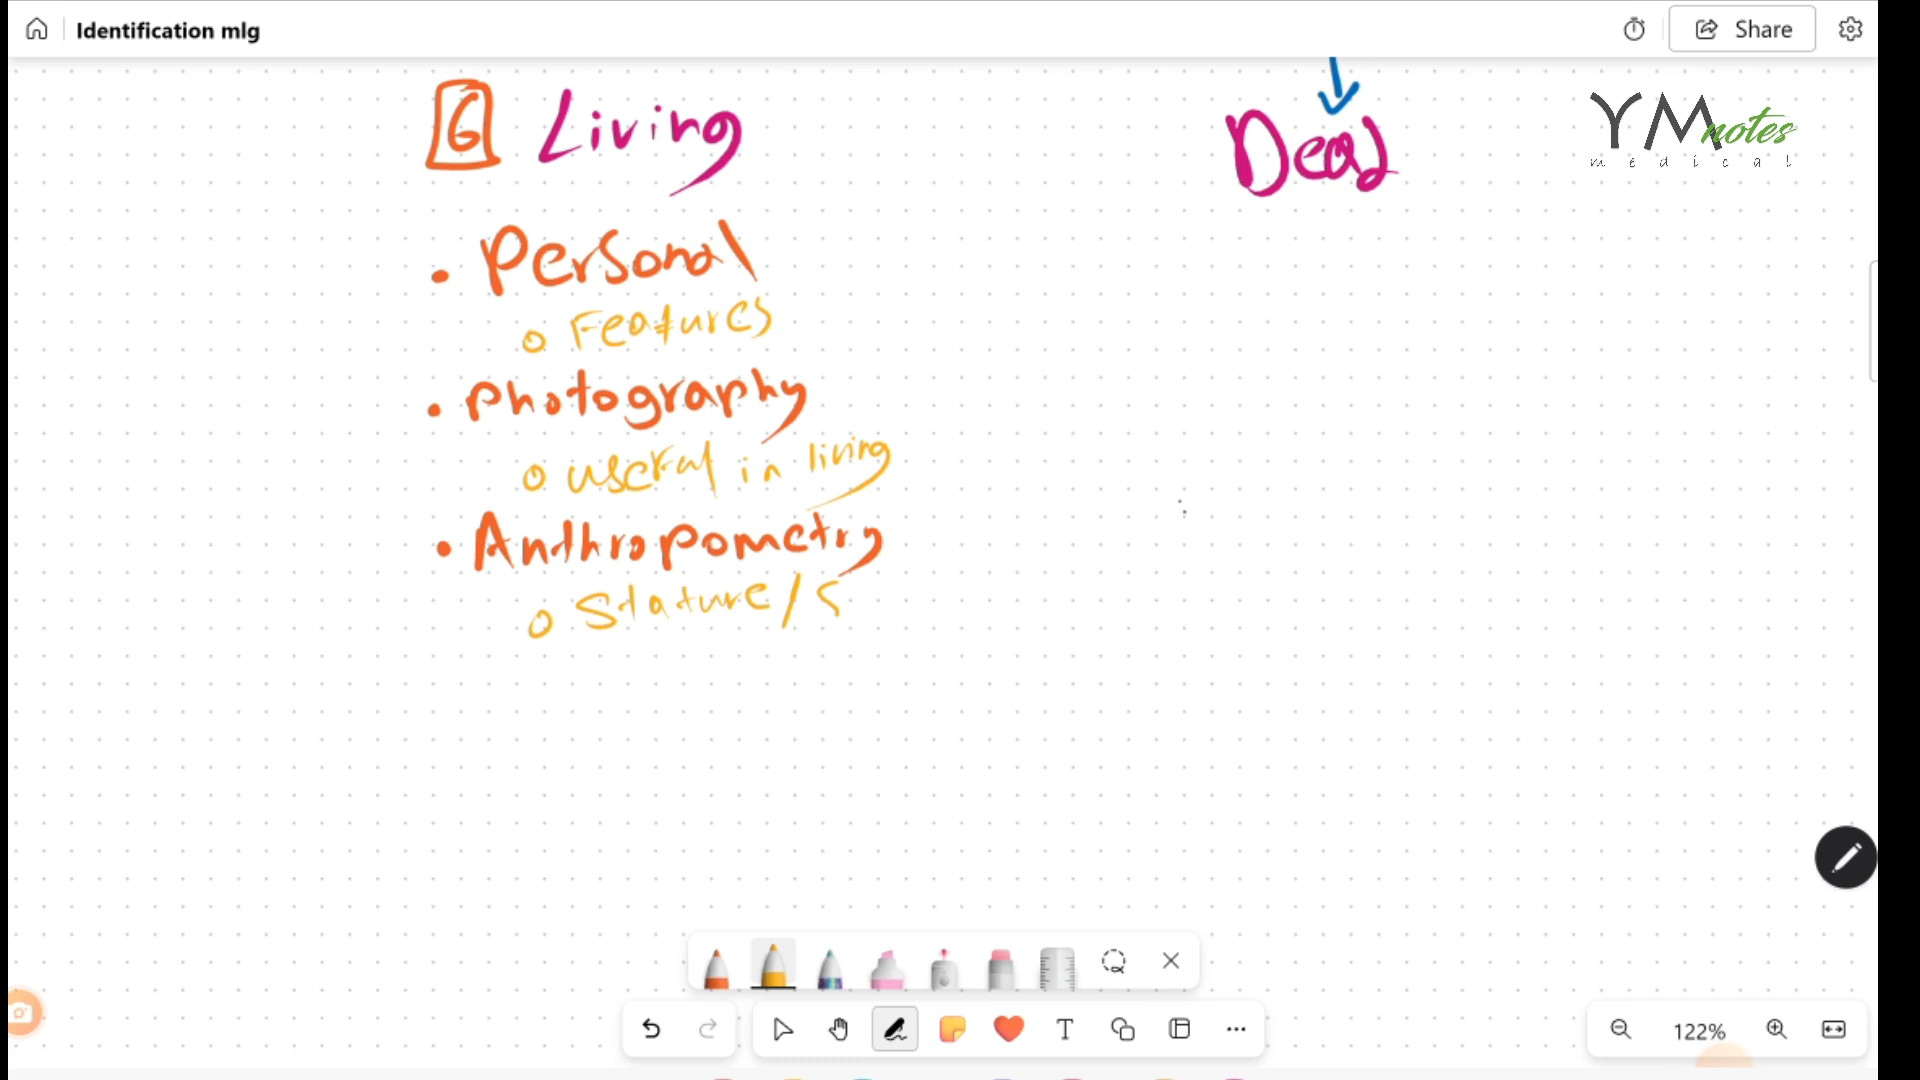 Identification mlg
Share
6 Living
Dead
YM notes
medical
• Personal
o Features
• Photography
o useful in living
• Anthropometry
o Stature / S
T
122%